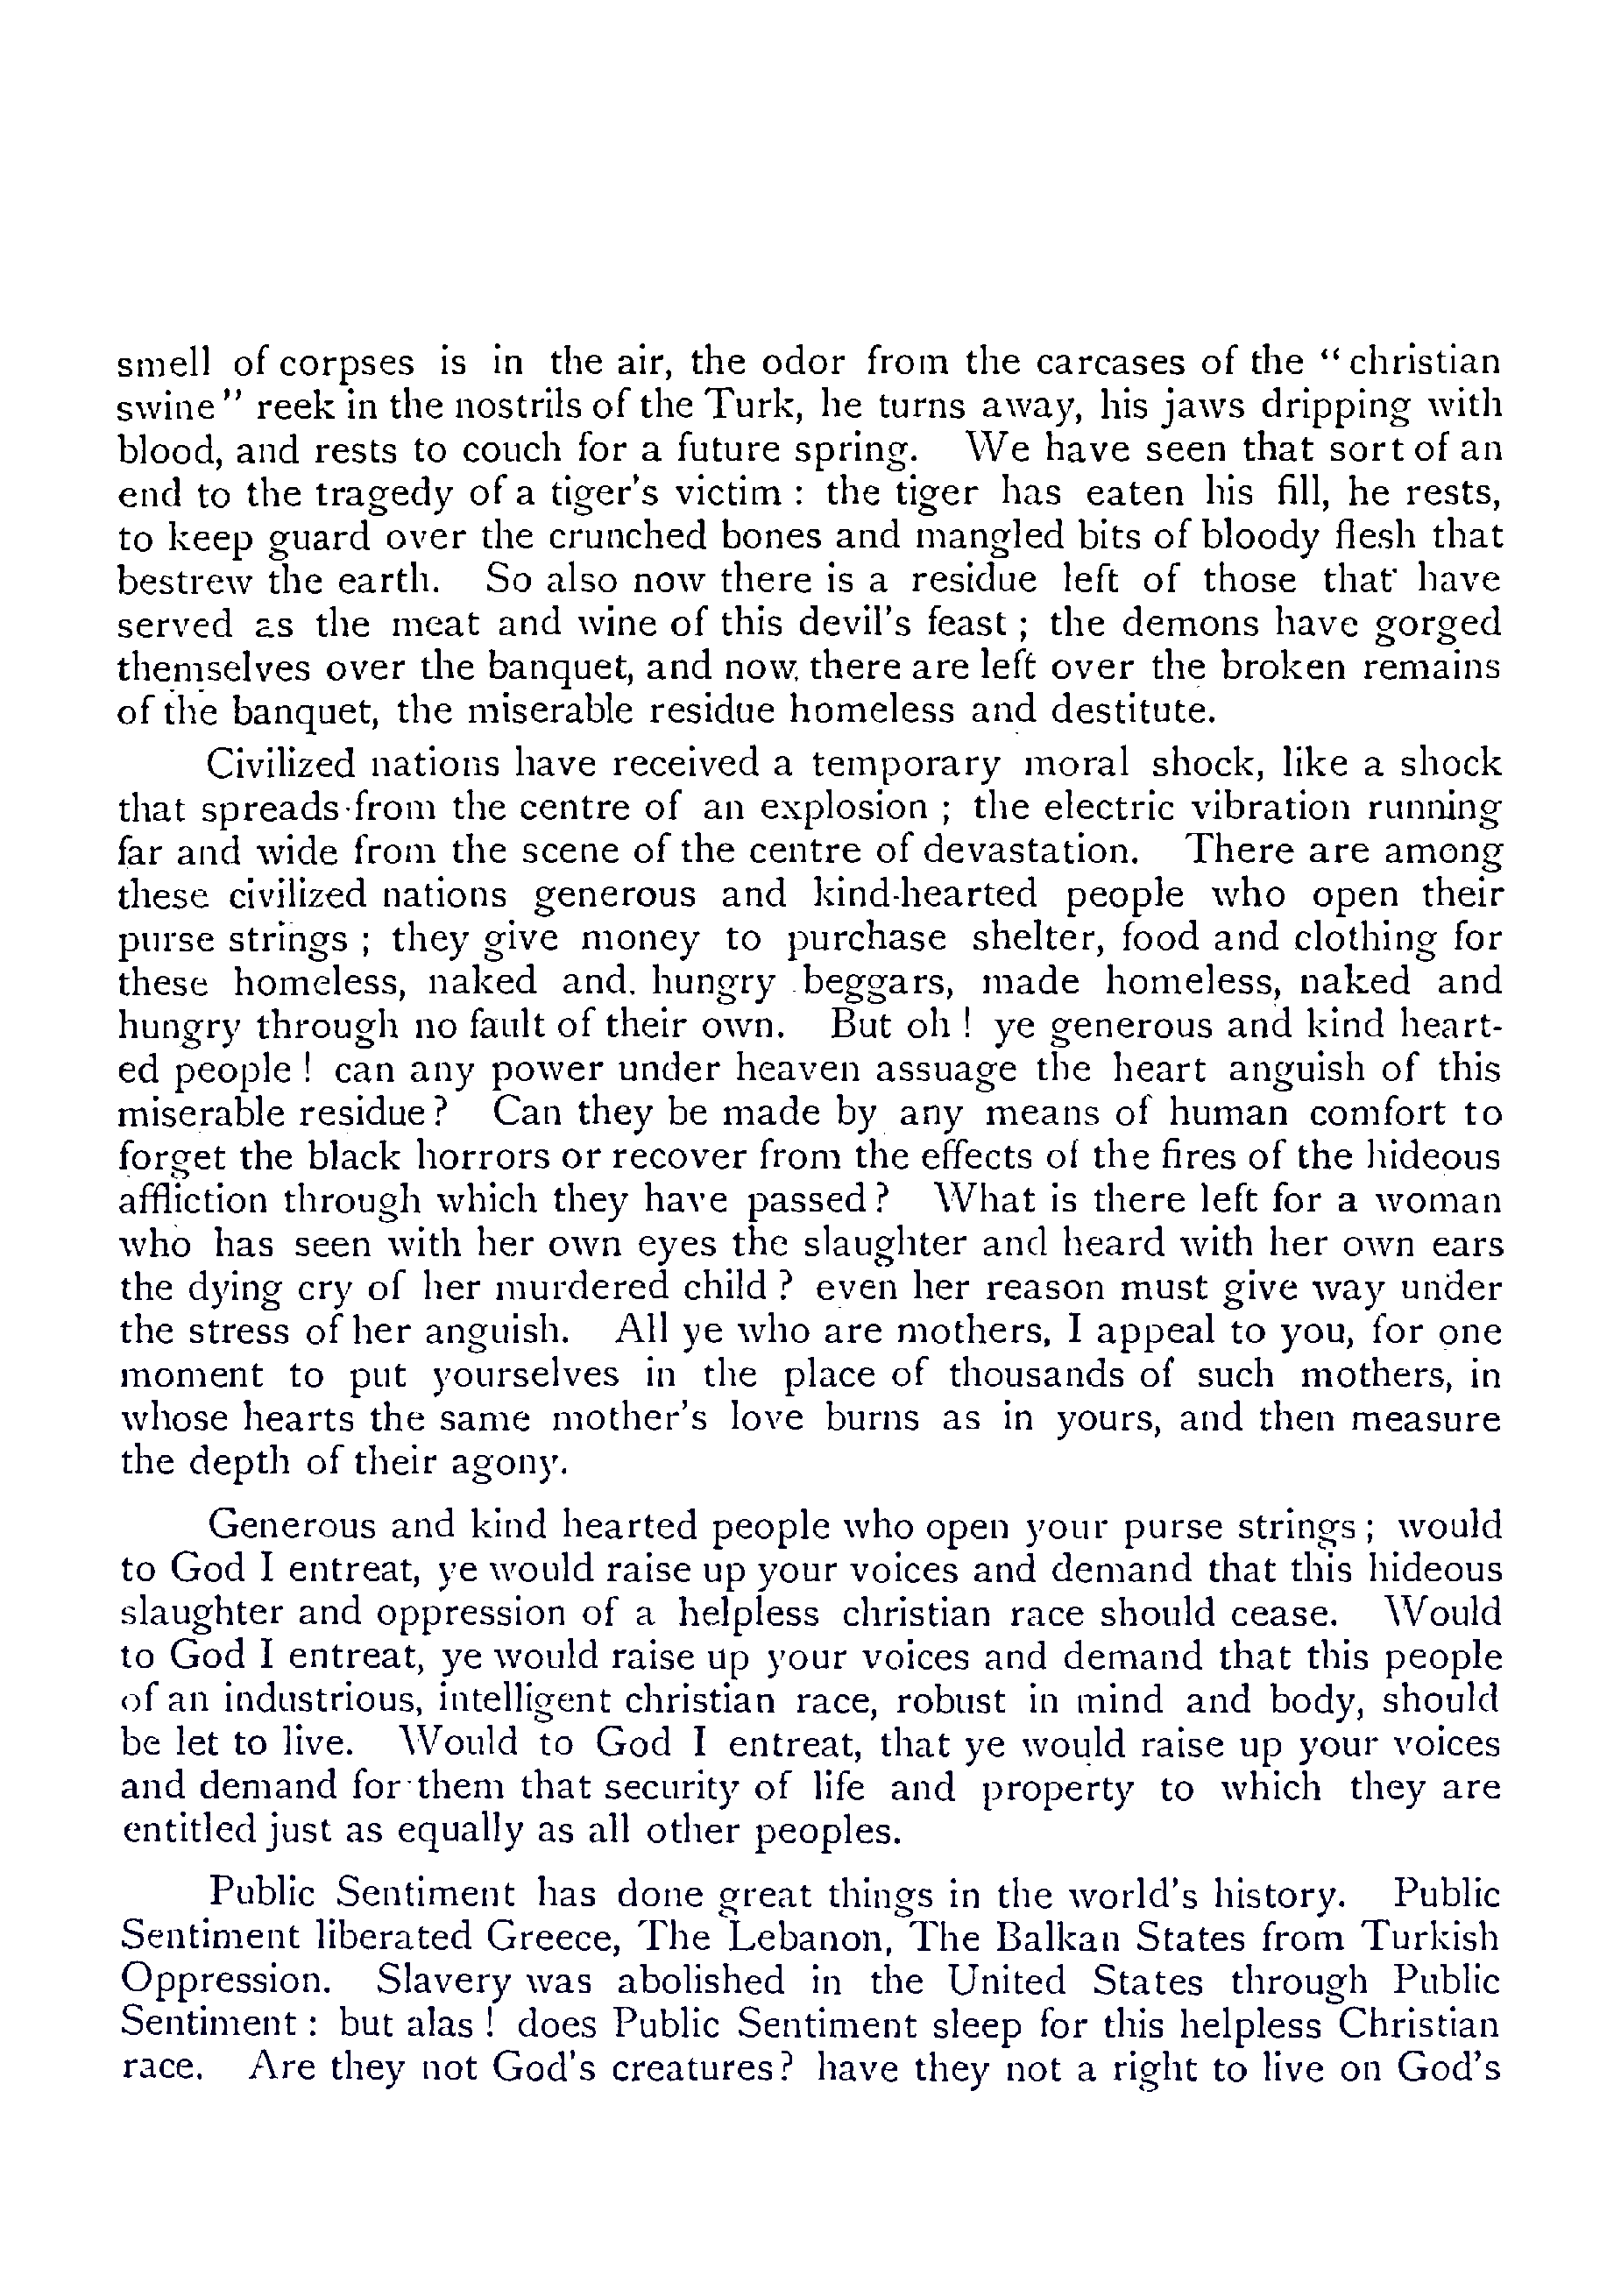 smell of corpses is in the air, the odor from the carcases of the “christian
swine” reek in the nostrils of the Turk, he turns away, his jaws dripping with
blood, and rests to couch for a future spring. We have seen that sort of an
end to the tragedy of a tiger's victim : the tiger has eaten his fill, he rests,
to keep guard over the crunched bones and mangled bits of bloody flesh that
bestrew the earth. So also now there is a residue left of those that have
served as the meat and wine of this devil's feast ; the demons have gorged
themselves over the banquet, and now there are left over the broken remains
of the banquet, the miserable residue homeless and destitute.
Civilized nations have received a temporary moral shock, like a shock
that spreads from the centre of an explosion ; the electric vibration running
far and wide from the scene of the centre of devastation. There are among
these civilized nations generous and kind-hearted people who open their
purse strings ; they give money to purchase shelter, food and clothing for
these homeless, naked and. hungry beggars, made homeless, naked and
hungry through no fault of their own. But oh ! ye generous and kind heart-
ed people ! can any power under heaven assuage the heart anguish of this
miserable residue ? Can they be made by any means of human comfort to
forget the black horrors or recover from the effects of the fires of the hideous
affliction through which they have passed ? What is there left for a woman
who has seen with her own eyes the slaughter and heard with her own ears
the dying cry of her murdered child ? even her reason must give way under
the stress of her anguish. All ye who are mothers, I appeal to you, for one
moment to put yourselves in the place of thousands of such mothers, in
whose hearts the same mother's love burns as in yours, and then measure
the depth of their agony.
Generous and kind hearted people who open your purse strings ; would
to God I entreat, ye would raise up your voices and demand that this hideous
slaughter and oppression of a helpless christian race should cease. Would
to God I entreat, ye would raise up your voices and demand that this people
of an industrious, intelligent christian race, robust in mind and body, should
be let to live. Would to God I entreat, that ye would raise up your voices
and demand for them that security of life and property to which they are
entitled just as equally as all other peoples.
Public Sentiment has done great things in the world's history. Public
Sentiment liberated Greece, The Lebanon, The Balkan States from Turkish
Oppression. Slavery was abolished in the United States through Public
Sentiment : but alas ! does Public Sentiment sleep for this helpless Christian
race. Are they not God's creatures ? have they not a right to live on God's